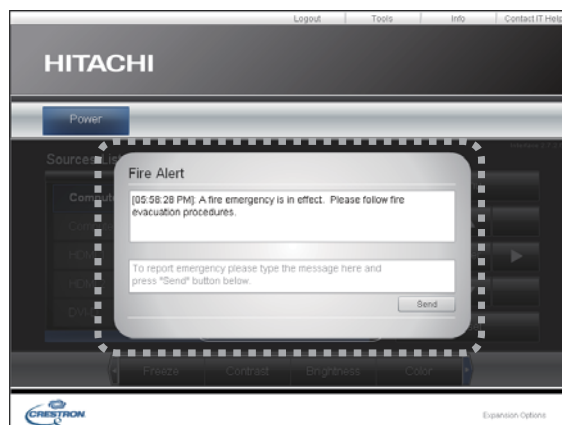 Logout Tools Info Contact IT Help
HITACHI
Power
Sources List
Fire Alert
[05:58:28 PM]: A fire emergency is in effect. Please follow fire
evacuation procedures.
To report emergency please type the message here and
press "Send" button below.
Send
Freeze Contrast Brightness Color
CRESTRON
Expansion Options